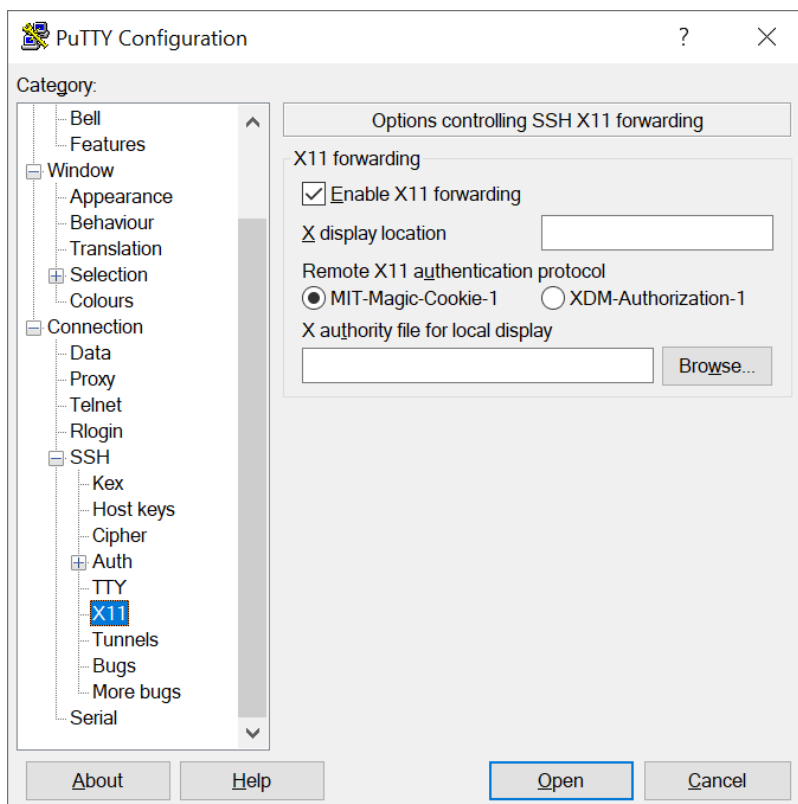 PuTTY Configuration
?
Category:
Bell
Features
Window
Appearance
Behaviour
Translation
Selection
Colours
Connection
Data
Proxy
Telnet
Rlogin
SSH
Kex
Host keys
Cipher
Auth
TTY
X11
Tunnels
Bugs
More bugs
Serial
Options controlling SSH X11 forwarding
X11 forwarding
Enable X11 forwarding
X display location
Remote X11 authentication protocol
MIT-Magic-Cookie-1 XDM-Authorization-1
X authority file for local display
Browse...
About Help Open Cancel